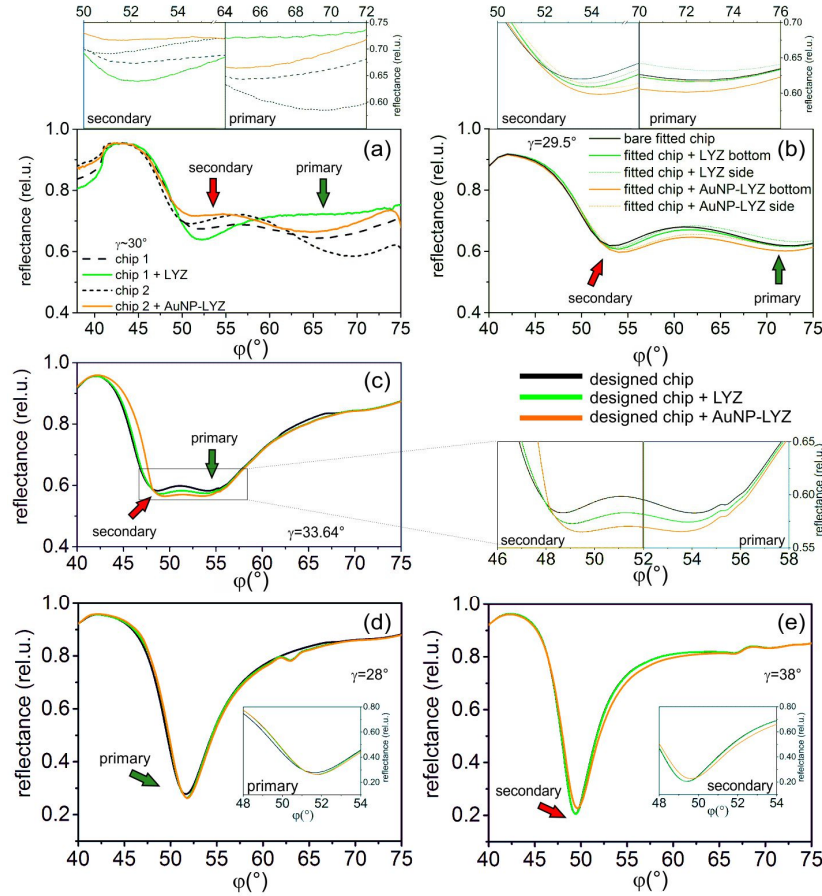 50 52 54 56 64 66 68 70 72
0.75
0.70
0.65
0.60
reflectance (rel.u.)
secondary
primary
50 52 54 70 72 74 76
0.70
0.65
0.60
reflectance (rel.u.)
secondary
primary
1.0
0.8
0.6
0.4
reflectance (rel.u.)
(a)
secondary
primary
γ~30°
chip 1
chip 1 + LYZ
chip 2
chip 2 + AuNP-LYZ
40 45 50 55 60 65 70 75
φ(°)
1.0
0.8
0.6
0.4
reflectance (rel.u.)
γ=29.5°
(b)
bare fitted chip
fitted chip + LYZ bottom
fitted chip + LYZ side
fitted chip + AuNP-LYZ bottom
fitted chip + AuNP-LYZ side
secondary
primary
40 45 50 55 60 65 70 75
φ(°)
1.0
0.8
0.6
0.4
reflectance (rel.u.)
(c)
primary
secondary
γ=33.64°
40 45 50 55 60 65 70 75
φ(°)
designed chip
designed chip + LYZ
designed chip + AuNP-LYZ
0.65
0.60
0.55
reflectance (rel.u.)
secondary
primary
46 48 50 52 54 56 58
φ(°)
1.0
0.8
0.6
0.4
0.2
reflectance (rel.u.)
(d)
γ=28°
primary
0.80
0.60
0.40
0.20
reflectance (rel.u.)
primary
48 50 52 54
φ(°)
40 45 50 55 60 65 70 75
φ(°)
1.0
0.8
0.6
0.4
0.2
refelctance (rel.u.)
(e)
γ=38°
secondary
0.80
0.60
0.40
0.20
refelctance (rel.u.)
secondary
48 50 52 54
φ(°)
40 45 50 55 60 65 70 75
φ(°)